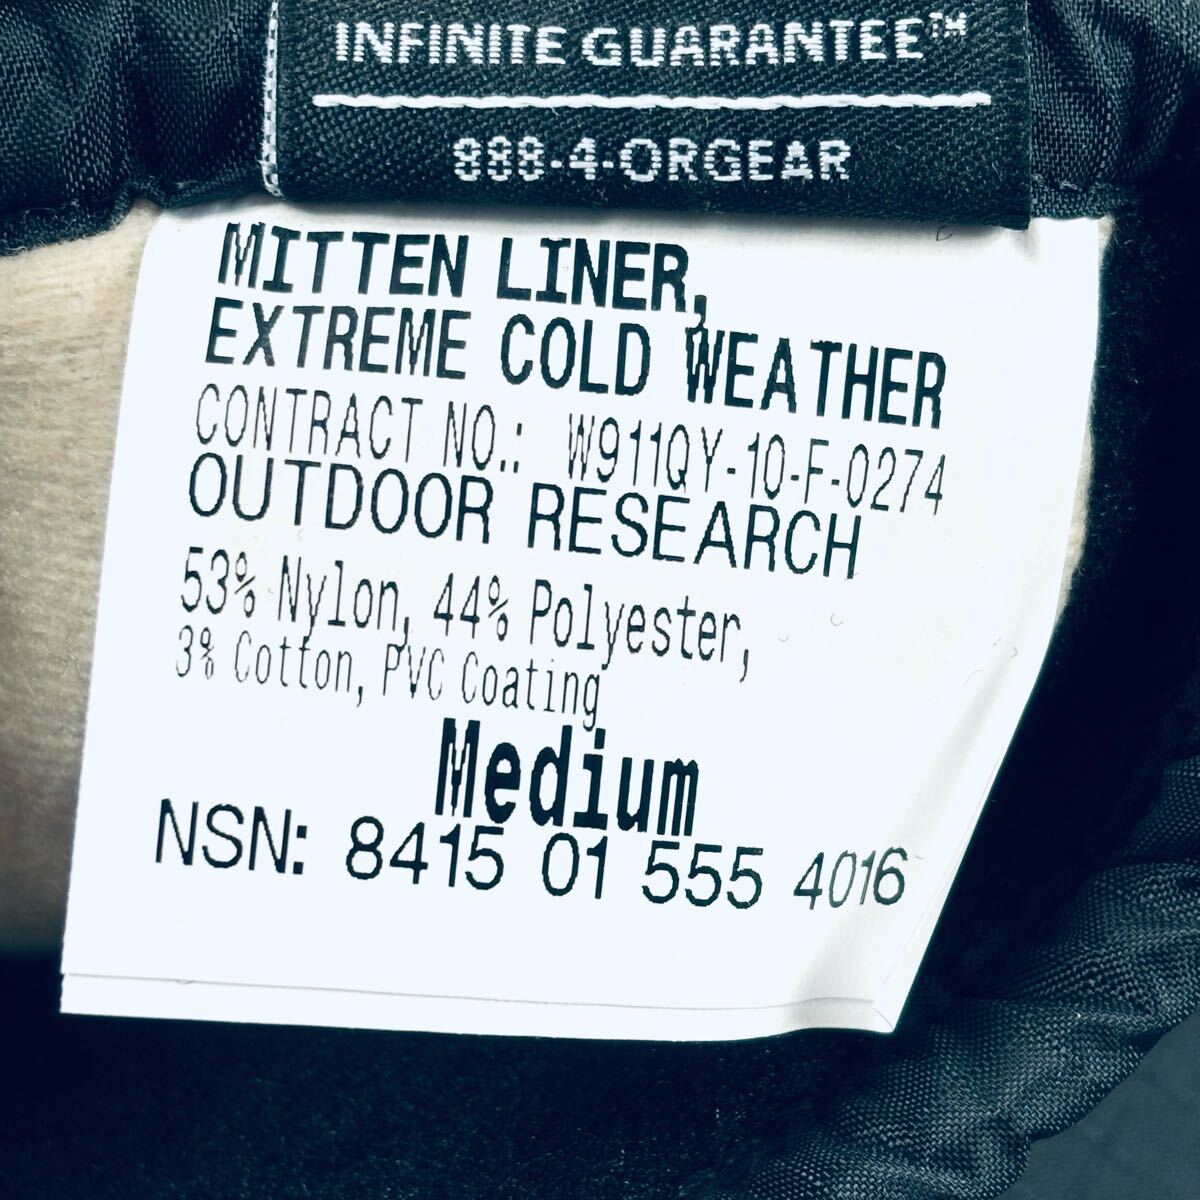 INFINITE GUARANTEE™
888-4-ORGEAR
MITTEN LINER,
EXTREME COLD WEATHER
CONTRACT NO.: W911QY-10-F-0274
OUTDOOR RESEARCH
53% Nylon, 44% Polyester,
3% Cotton, PVC Coating
Medium
NSN: 8415 01 555 4016